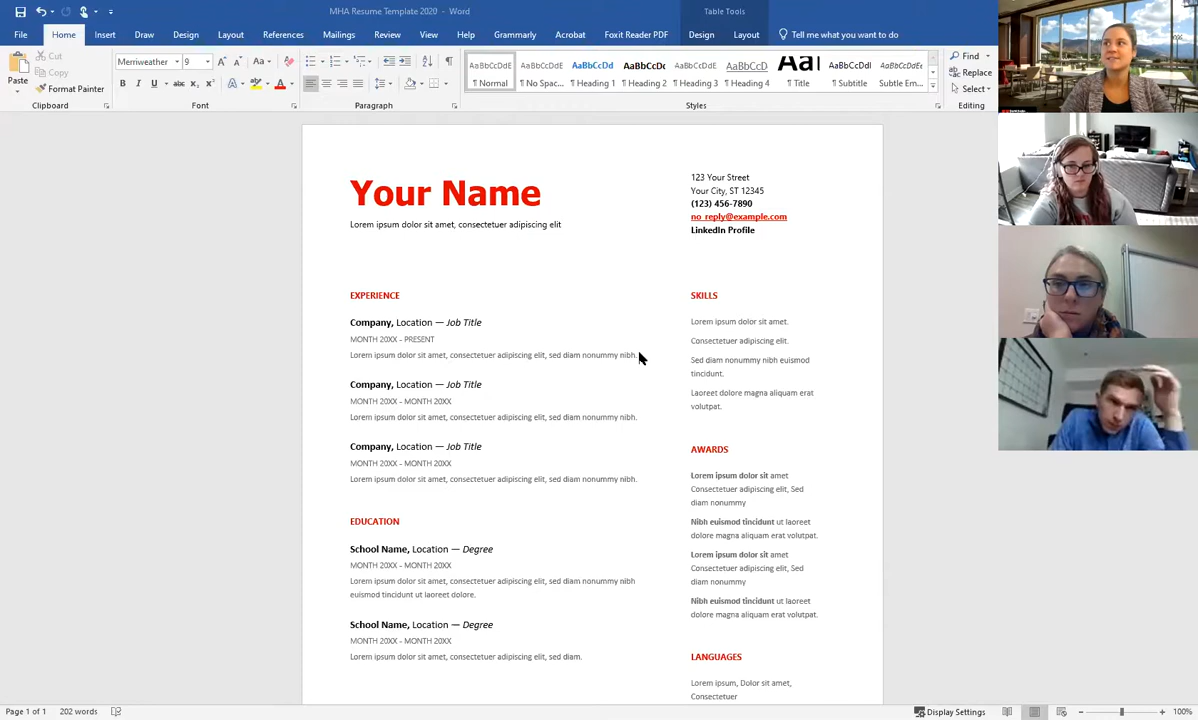 MHA Resume Template 2020 - Word
Table Tools
File
Home
Insert
Draw
Design
Layout
References
Mailings
Review
View
Help
Grammarly
Acrobat
Foxit Reader PDF
Design
Layout
Tell me what you want to do
Paste
Cut
Copy
Format Painter
Clipboard
Merriweather
9
Font
Paragraph
AaBbCcDdE
¶ Normal
AaBbCcDdE
¶ No Spac...
AaBbCcDd
¶ Heading 1
AaBbCcDc
¶ Heading 2
AaBbCcDdE
¶ Heading 3
AaBbCcD
¶ Heading 4
AaI
¶ Title
AaBbCcDdI
¶ Subtitle
AaBbCcDdEe
Subtle Em...
Styles
Find
Replace
Select
Editing
Your Name
Lorem ipsum dolor sit amet, consectetuer adipiscing elit
123 Your Street
Your City, ST 12345
(123) 456-7890
no_reply@example.com
LinkedIn Profile
EXPERIENCE
Company, Location — Job Title
MONTH 20XX - PRESENT
Lorem ipsum dolor sit amet, consectetuer adipiscing elit, sed diam nonummy nibh.
Company, Location — Job Title
MONTH 20XX - MONTH 20XX
Lorem ipsum dolor sit amet, consectetuer adipiscing elit, sed diam nonummy nibh.
Company, Location — Job Title
MONTH 20XX - MONTH 20XX
Lorem ipsum dolor sit amet, consectetuer adipiscing elit, sed diam nonummy nibh.
EDUCATION
School Name, Location — Degree
MONTH 20XX - MONTH 20XX
Lorem ipsum dolor sit amet, consectetuer adipiscing elit, sed diam nonummy nibh
euismod tincidunt ut laoreet dolore.
School Name, Location — Degree
MONTH 20XX - MONTH 20XX
Lorem ipsum dolor sit amet, consectetuer adipiscing elit, sed diam.
SKILLS
Lorem ipsum dolor sit amet.
Consectetuer adipiscing elit.
Sed diam nonummy nibh euismod
tincidunt.
Laoreet dolore magna aliquam erat
volutpat.
AWARDS
Lorem ipsum dolor sit amet
Consectetuer adipiscing elit, Sed
diam nonummy
Nibh euismod tincidunt ut laoreet
dolore magna aliquam erat volutpat.
Lorem ipsum dolor sit amet
Consectetuer adipiscing elit, Sed
diam nonummy
Nibh euismod tincidunt ut laoreet
dolore magna aliquam erat volutpat.
LANGUAGES
Lorem ipsum, Dolor sit amet,
Consectetuer
Page 1 of 1
202 words
Display Settings
100%